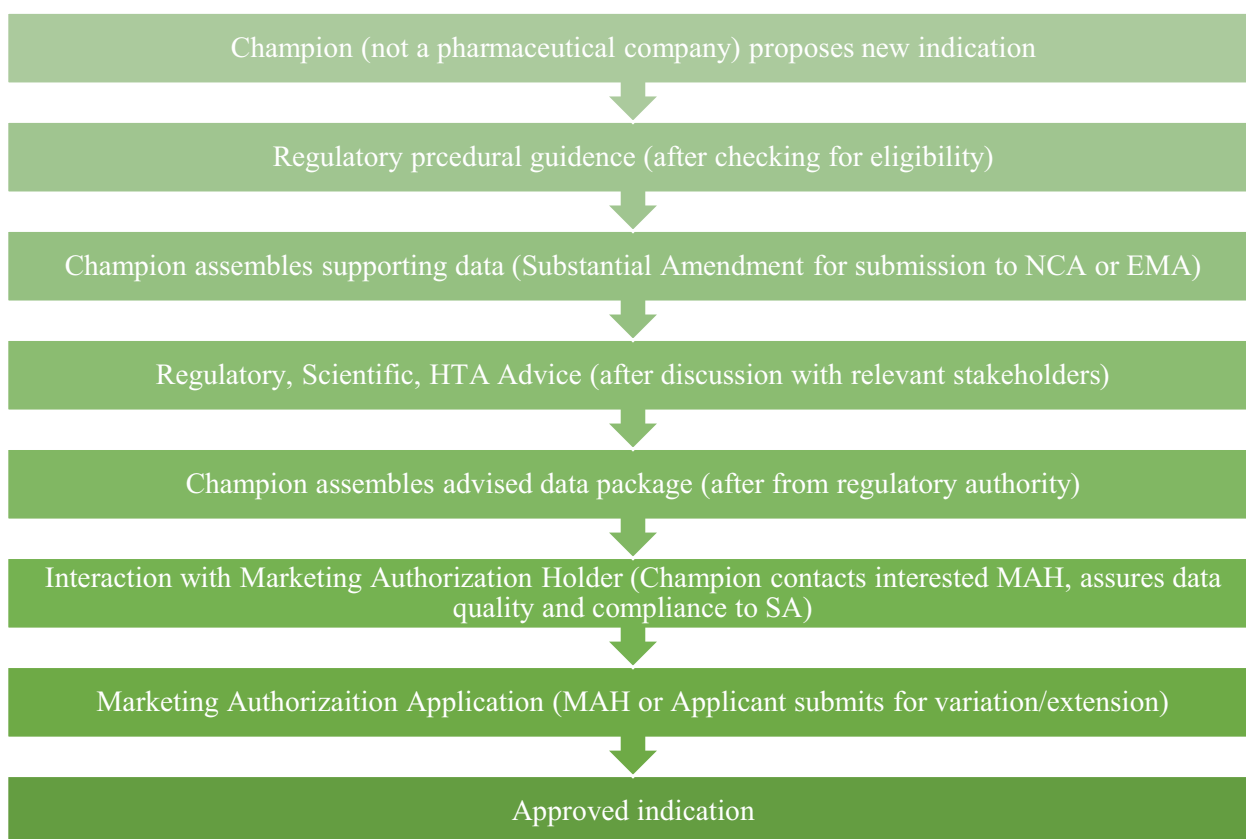 Champion (not a pharmaceutical company) proposes new indication
Regulatory prcedural guidence (after checking for eligibility)
Champion assembles supporting data (Substantial Amendment for submission to NCA or EMA)
Regulatory, Scientific, HTA Advice (after discussion with relevant stakeholders)
Champion assembles advised data package (after from regulatory authority)
Interaction with Marketing Authorization Holder (Champion contacts interested MAH, assures data
quality and compliance to SA)
Marketing Authorizaition Application (MAH or Applicant submits for variation/extension)
Approved indication